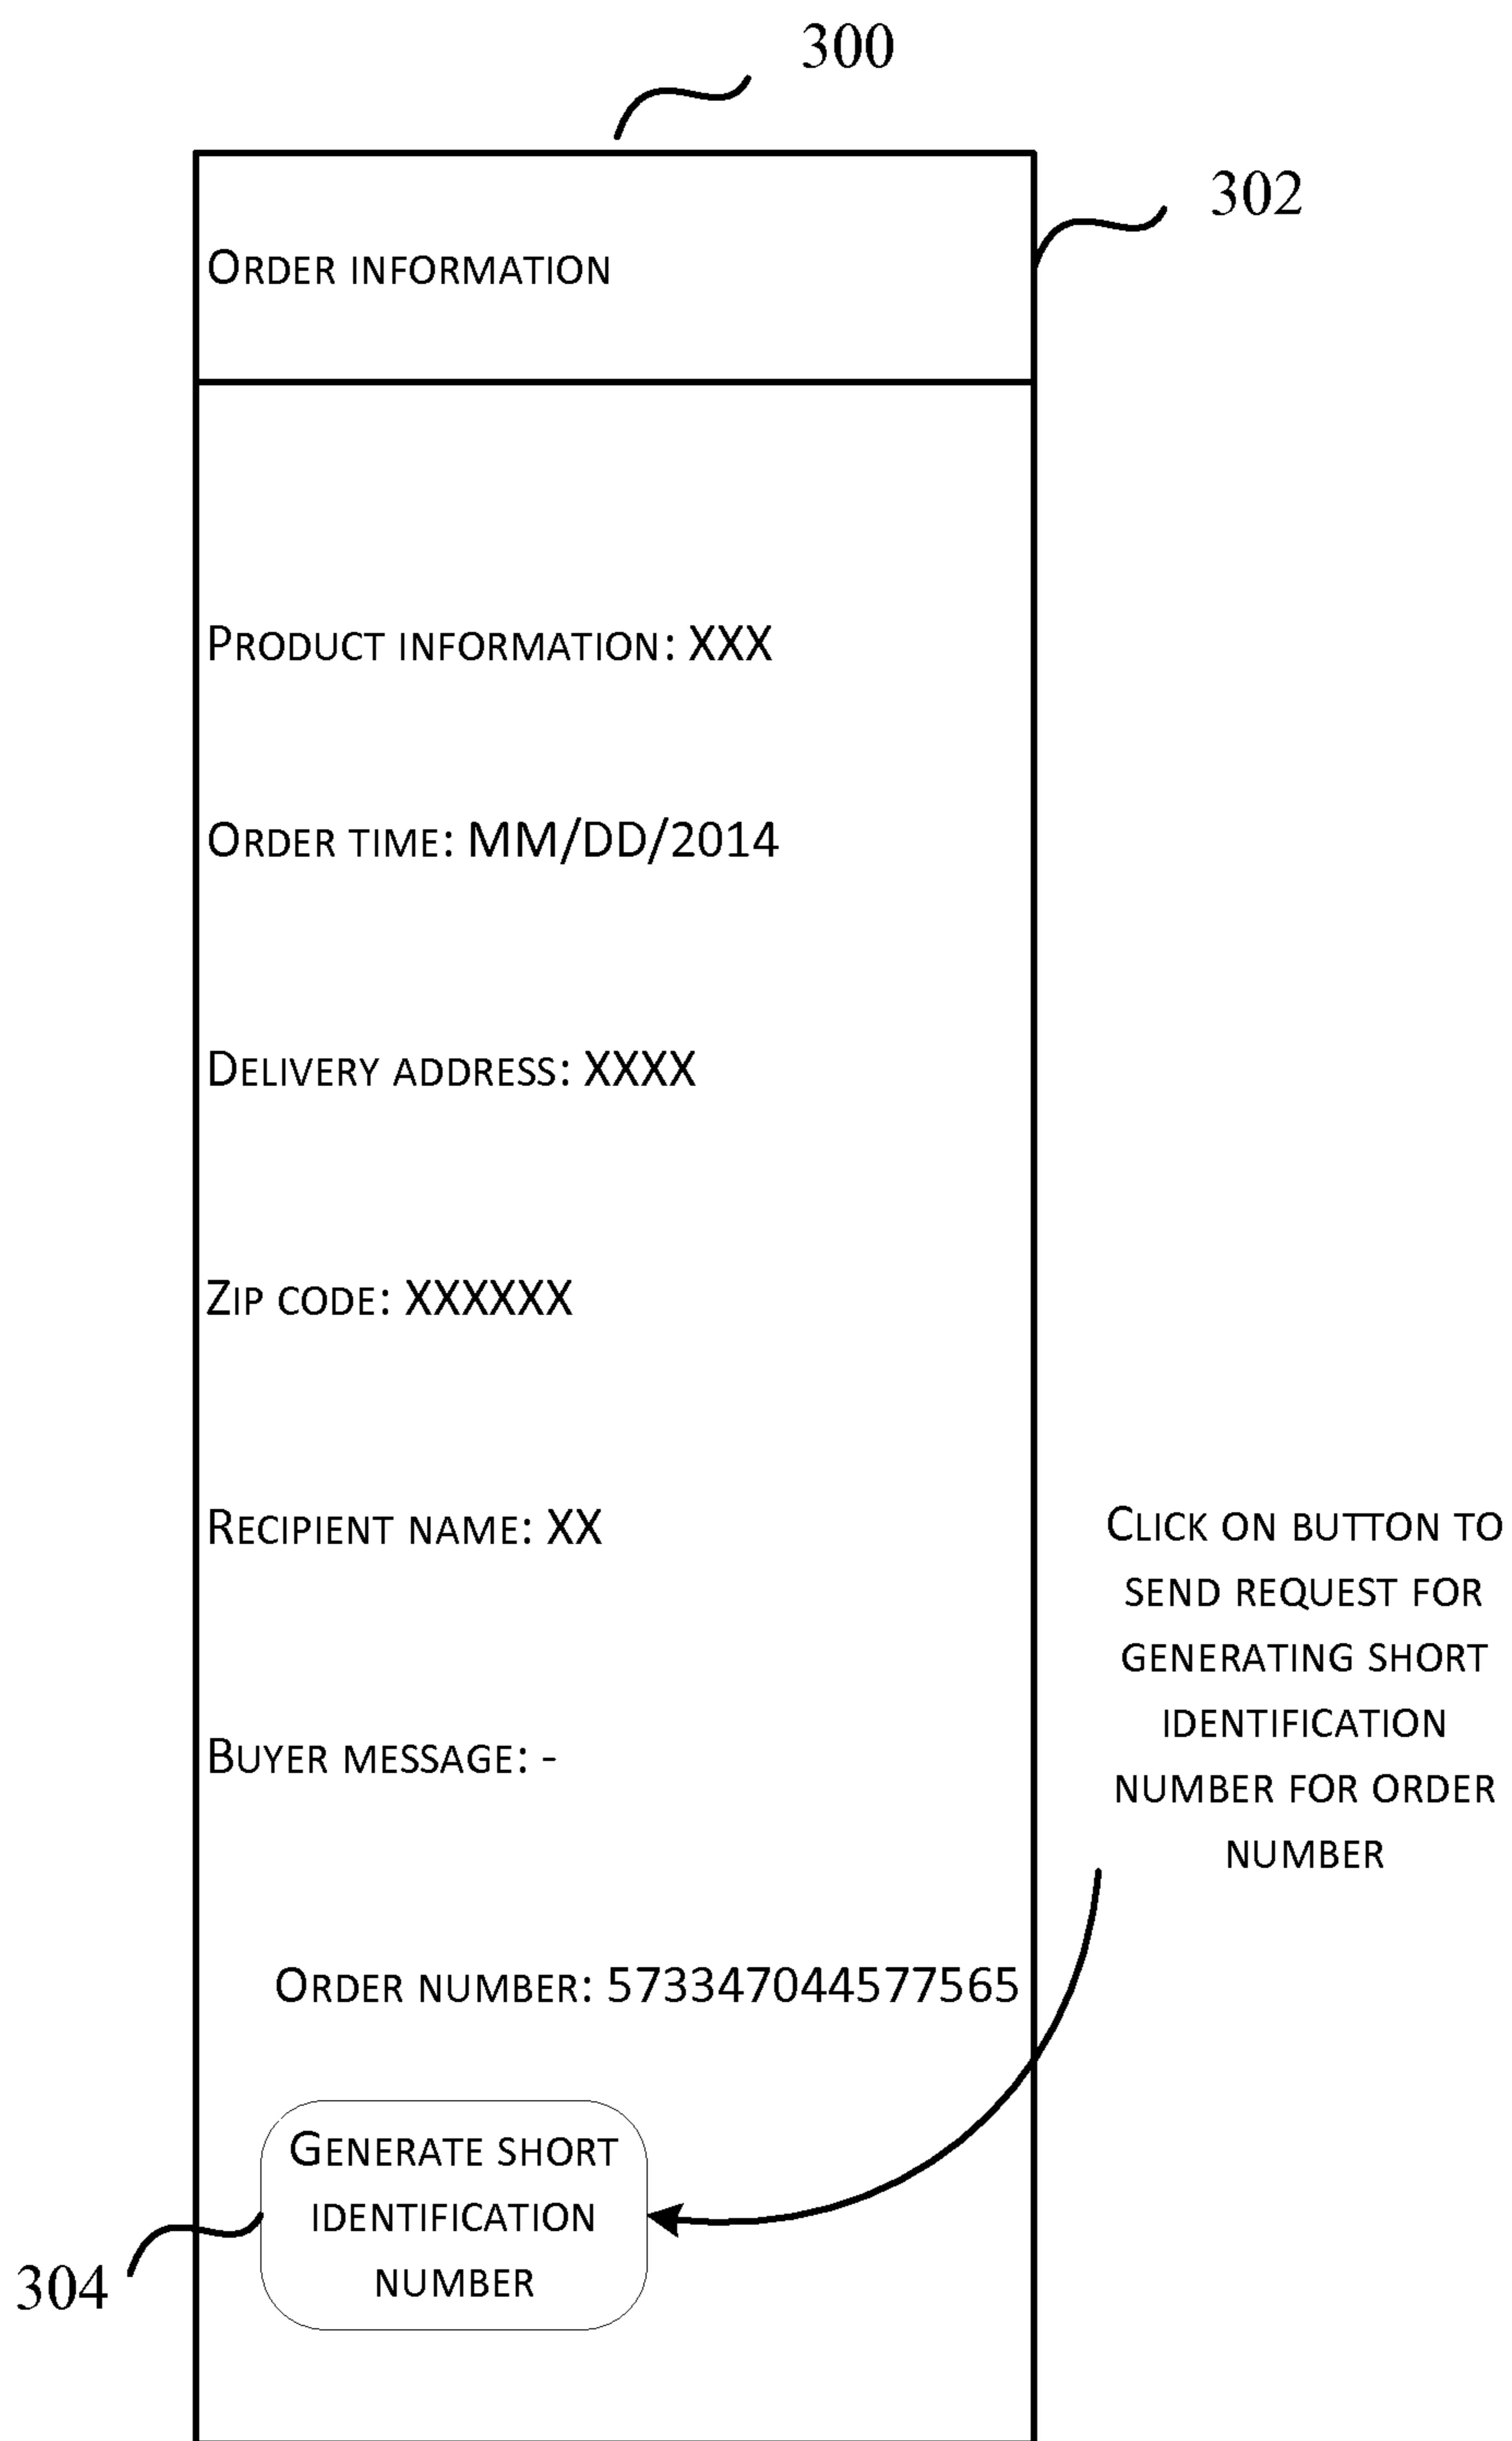 300
302
ORDER INFORMATION
PRODUCT INFORMATION: XXX
ORDER TIME: MM/DD/2014
DELIVERY ADDRESS: XXXX
ZIP CODE: XXXXXX
RECIPIENT NAME: XX
CLICK ON BUTTON TO
SEND REQUEST FOR
GENERATING SHORT
IDENTIFICATION
NUMBER FOR ORDER
NUMBER
BUYER MESSAGE: -
ORDER NUMBER: 573347044577565
GENERATE SHORT
IDENTIFICATION
NUMBER
304